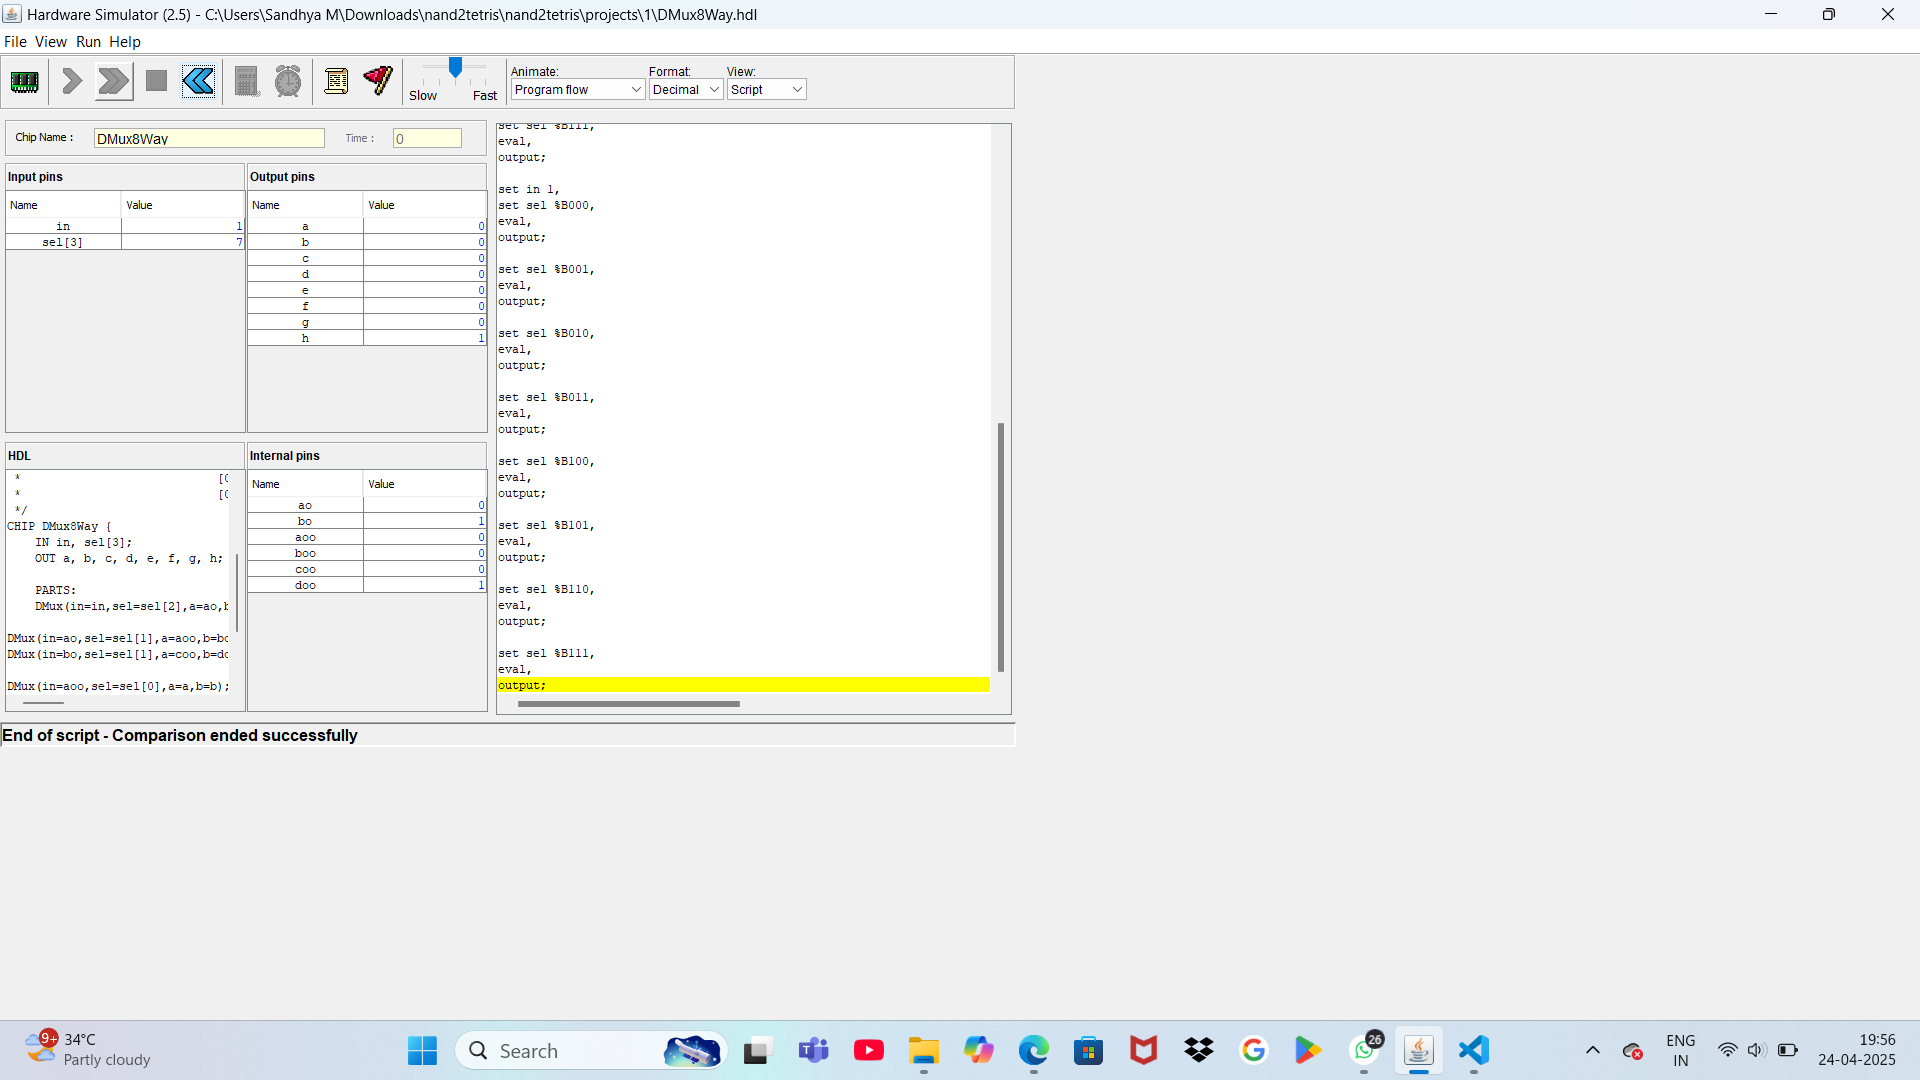 Hardware Simulator (2.5) - C:\Users\Sandhya M\Downloads\nand2tetris\nand2tetris\projects\1\DMux8Way.hdl
File View Run Help
Slow Fast
Animate: Format: View:
Program flow Decimal Script
Chip Name : DMux8Way Time : 0
Input pins
Name Value
in 1
sel[3] 7
Output pins
Name Value
a 0
b 0
c 0
d 0
e 0
f 0
g 0
h 1
HDL
*
*
*/
CHIP DMux8Way {
IN in, sel[3];
OUT a, b, c, d, e, f, g, h;
PARTS:
DMux(in=in,sel=sel[2],a=ao,b
DMux(in=ao,sel=sel[1],a=aoo,b=bo
DMux(in=bo,sel=sel[1],a=coo,b=do
DMux(in=aoo,sel=sel[0],a=a,b=b);
Internal pins
Name Value
ao 0
bo 1
aoo 0
boo 0
coo 0
doo 1
set sel %B111,
eval,
output;
set in 1,
set sel %B000,
eval,
output;
set sel %B001,
eval,
output;
set sel %B010,
eval,
output;
set sel %B011,
eval,
output;
set sel %B100,
eval,
output;
set sel %B101,
eval,
output;
set sel %B110,
eval,
output;
set sel %B111,
eval,
output;
End of script - Comparison ended successfully
9+
34°C
Partly cloudy
Search
26
ENG
IN
19:56
24-04-2025